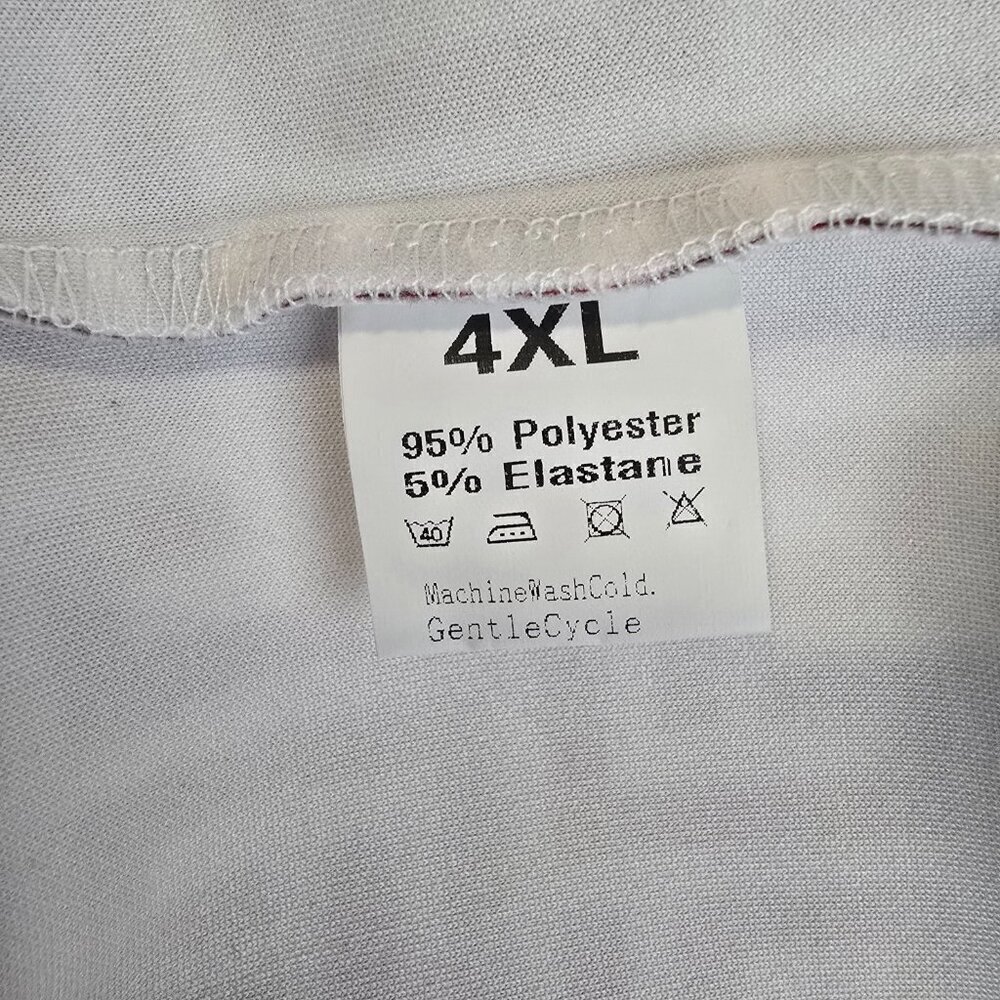 4XL
95% Polyester
5% Elastane
40
MachineWashCold.
GentleCycle